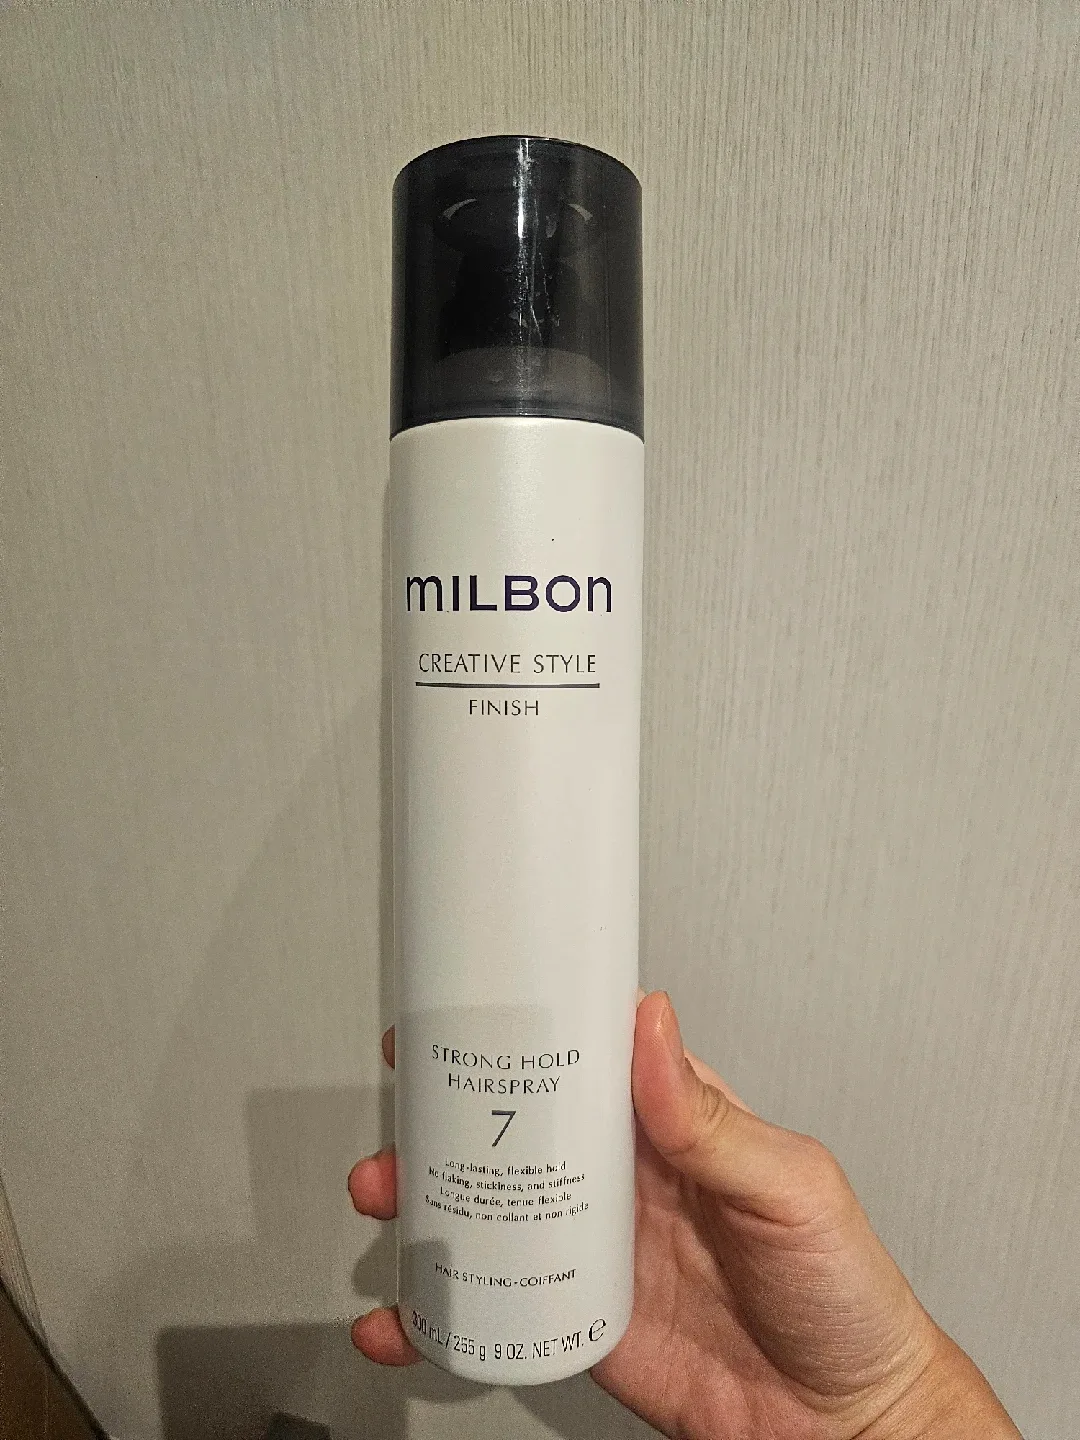 milbon
CREATIVE STYLE
FINISH
STRONG HOLD
HAIRSPRAY
7
Long-lasting, flexible hold
No flaking, stickiness, and stiffness
Longue durée, tenue flexible
Sans résidu, non collant et non rigide
HAIR STYLING-COIFFANT
300 mL / 255 g 9 OZ. NET WT. ℮